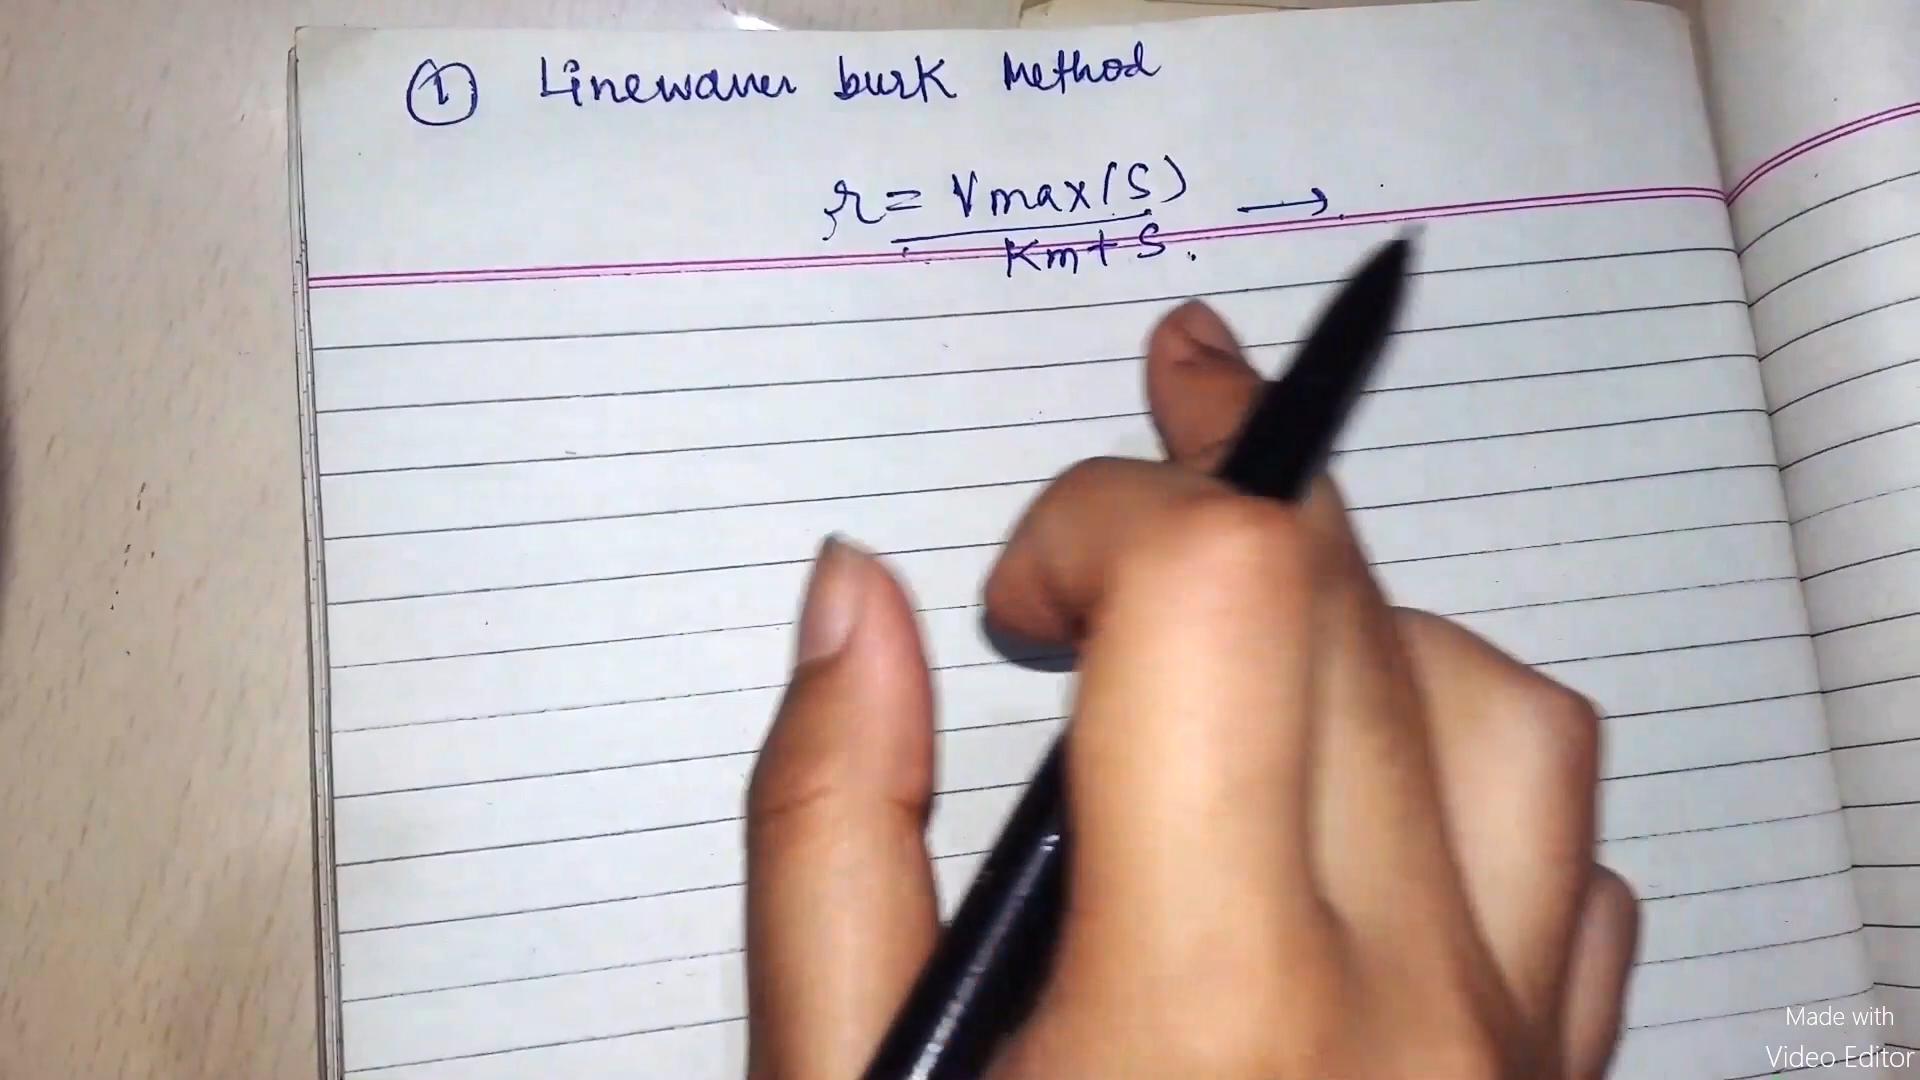 ① Linewaver burk Method
r = Vmax(S) →
Km + S.
Made with
Video Editor